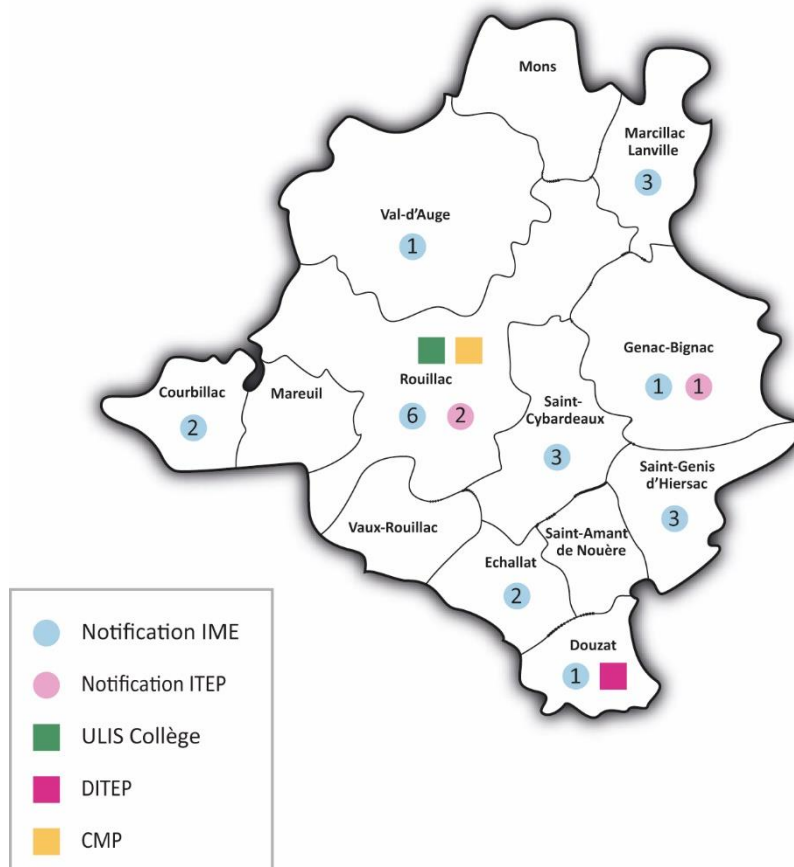 Mons
Marcillac
Lanville
3
Val-d'Auge
1
Genac-Bignac
1 1
Rouillac
6 2
Courbillac
2
Mareuil
Saint-
Cybardeaux
3
Saint-Genis
d'Hiersac
3
Vaux-Rouillac
Saint-Amant
de Nouère
Echallat
2
Douzat
1
Notification IME
Notification ITEP
ULIS Collège
DITEP
CMP